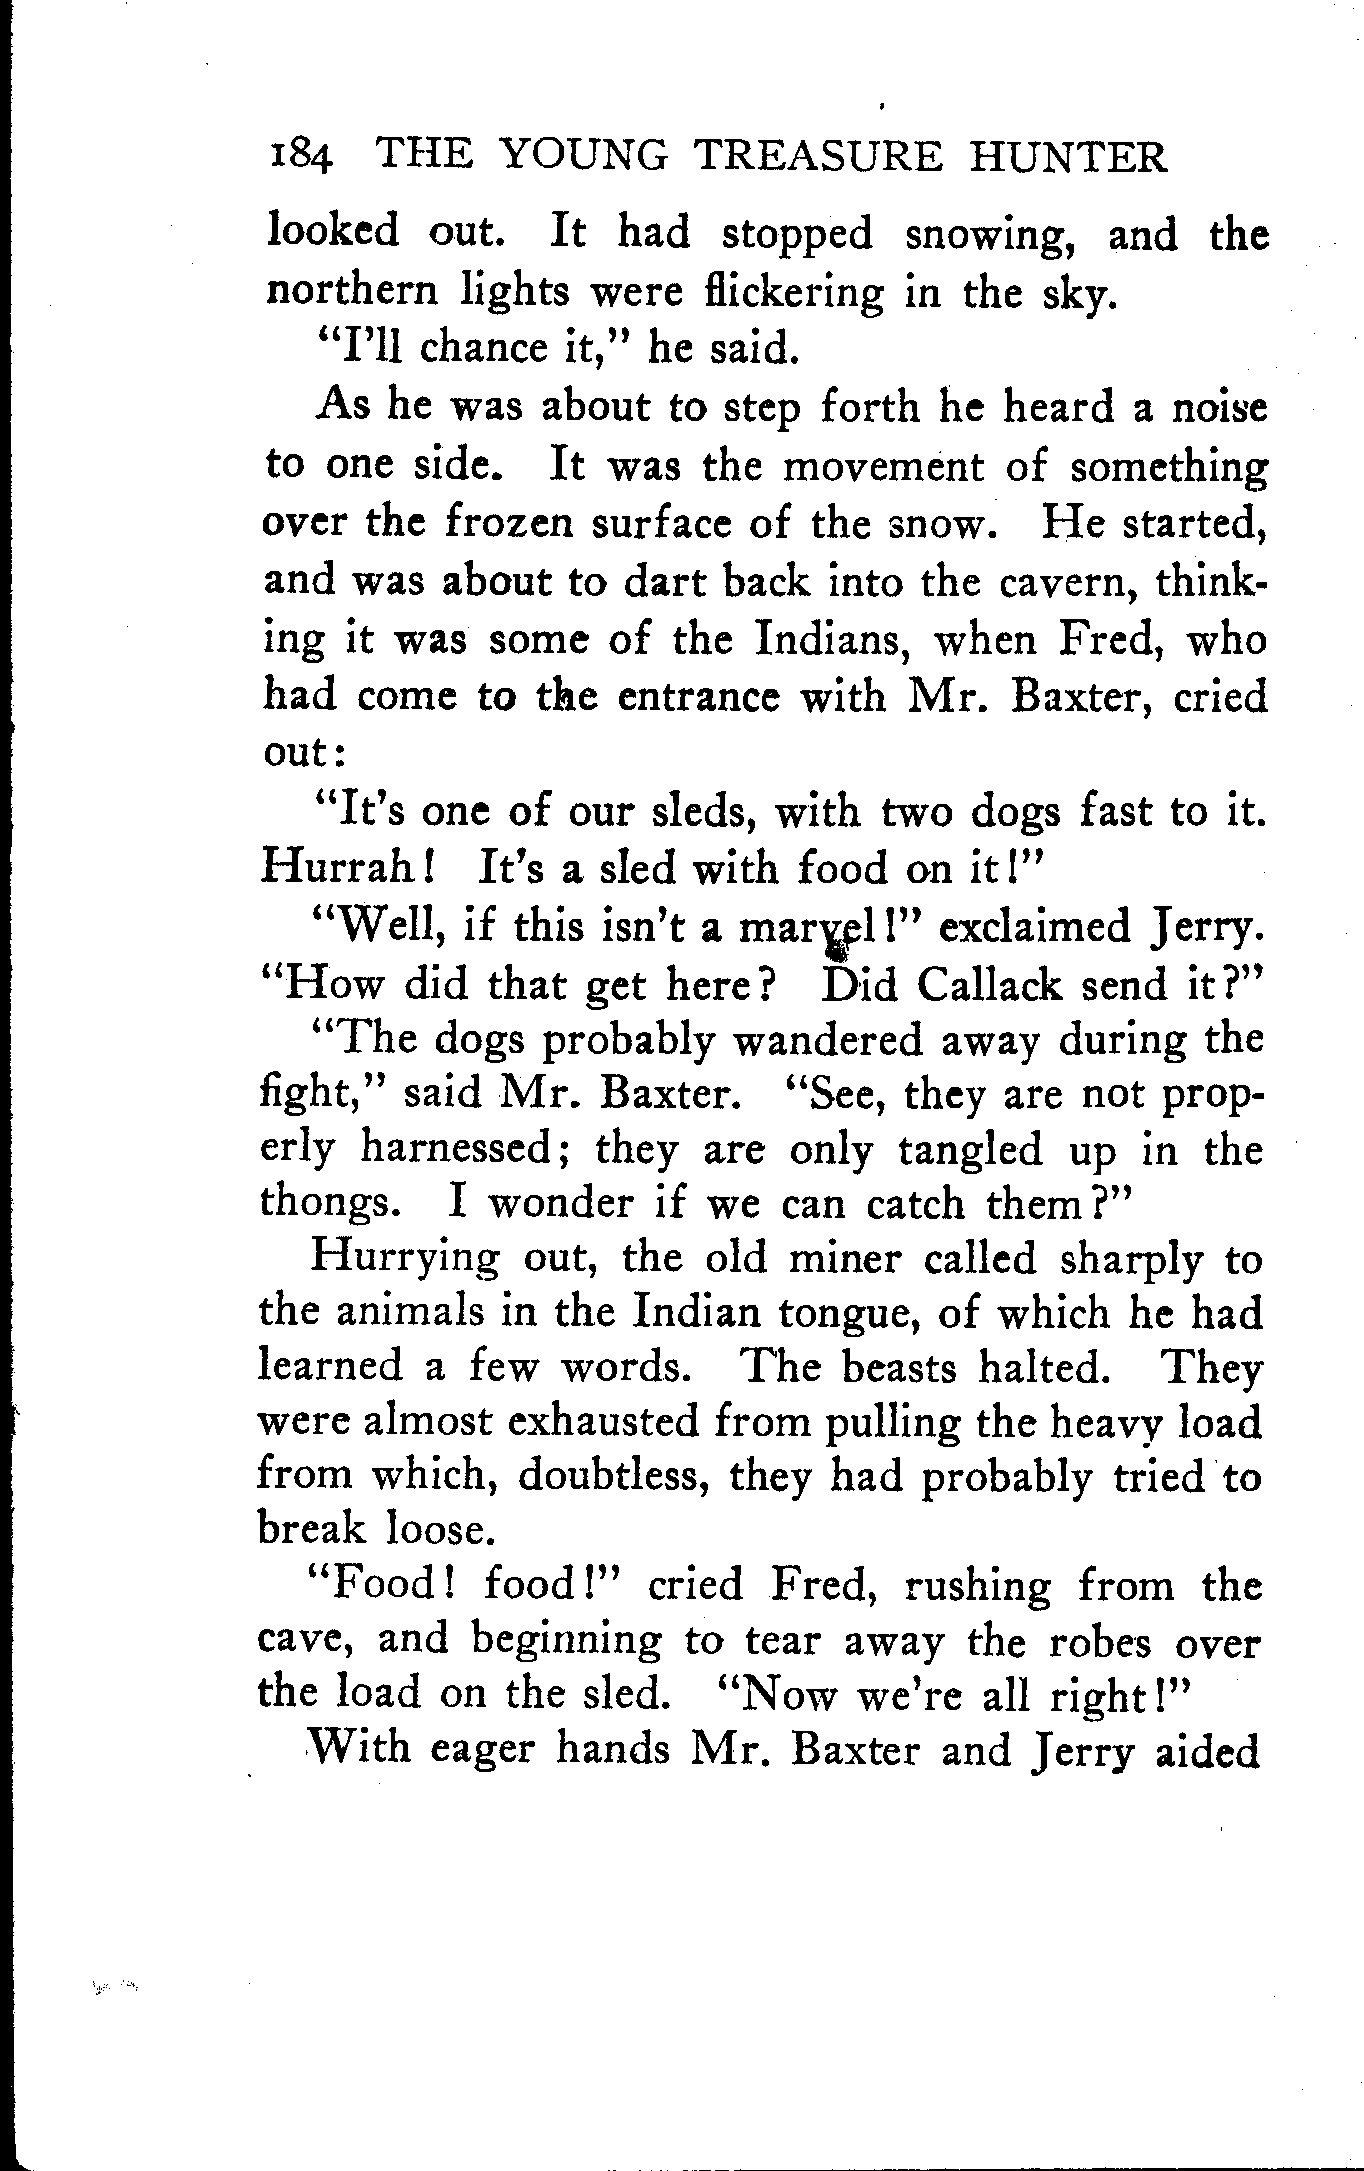 184 THE YOUNG TREASURE HUNTER
looked out. It had stopped snowing, and the
northern lights were flickering in the sky.
"I'll chance it," he said.
As he was about to step forth he heard a noise
to one side. It was the movement of something
over the frozen surface of the snow. He started,
and was about to dart back into the cavern, think-
ing it was some of the Indians, when Fred, who
had come to the entrance with Mr. Baxter, cried
out:
"It's one of our sleds, with two dogs fast to it.
Hurrah! It's a sled with food on it!"
"Well, if this isn't a marvel!" exclaimed Jerry.
"How did that get here? Did Callack send it?"
"The dogs probably wandered away during the
fight," said Mr. Baxter. "See, they are not prop-
erly harnessed; they are only tangled up in the
thongs. I wonder if we can catch them?"
Hurrying out, the old miner called sharply to
the animals in the Indian tongue, of which he had
learned a few words. The beasts halted. They
were almost exhausted from pulling the heavy load
from which, doubtless, they had probably tried to
break loose.
"Food! food!" cried Fred, rushing from the
cave, and beginning to tear away the robes over
the load on the sled. "Now we're all right!"
With eager hands Mr. Baxter and Jerry aided